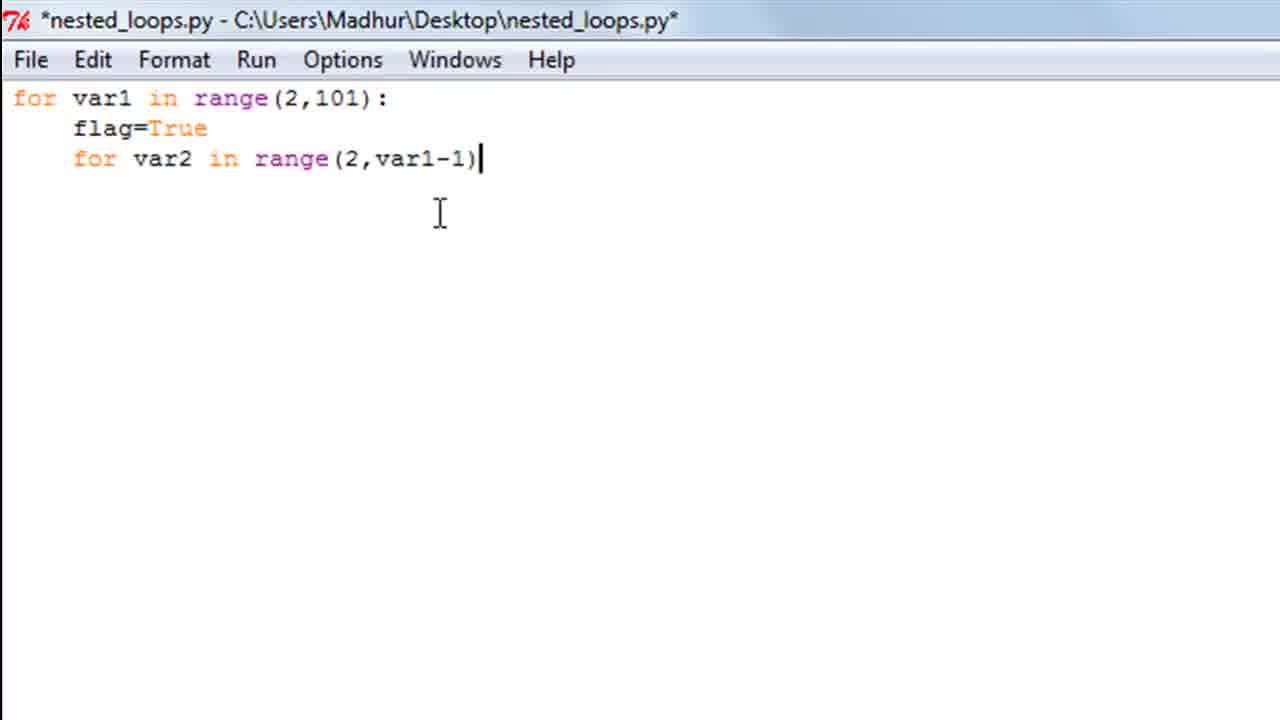 *nested_loops.py - C:\Users\Madhur\Desktop\nested_loops.py*
File Edit Format Run Options Windows Help
for var1 in range(2,101):
    flag=True
    for var2 in range(2,var1-1)